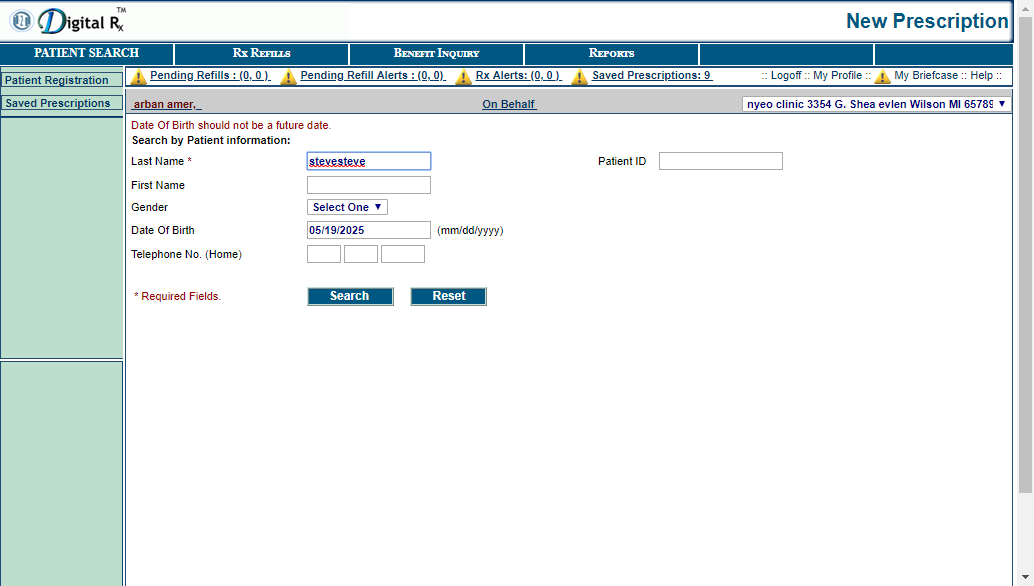 Digital Rx TM
New Prescription
PATIENT SEARCH RX REFILLS BENEFIT INQUIRY REPORTS
Patient Registration
Saved Prescriptions
Pending Refills : (0, 0 ) Pending Refill Alerts : (0, 0) Rx Alerts: (0, 0 ) Saved Prescriptions: 9 :: Logoff :: My Profile :: My Briefcase :: Help ::
arban amer, On Behalf nyeo clinic 3354 G. Shea evlen Wilson MI 65789
Date Of Birth should not be a future date.
Search by Patient information:
Last Name * stevesteve Patient ID
First Name
Gender Select One
Date Of Birth 05/19/2025 (mm/dd/yyyy)
Telephone No. (Home)
* Required Fields. Search Reset